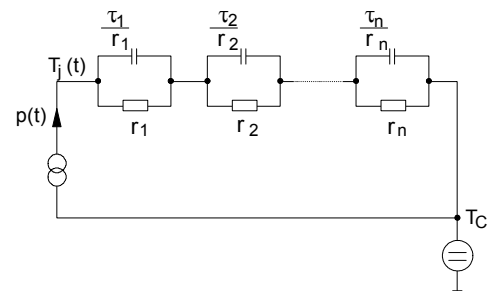 τ1 τ2 τn
r1 r2 rn
Tj (t)
p(t)
r1 r2 rn
TC